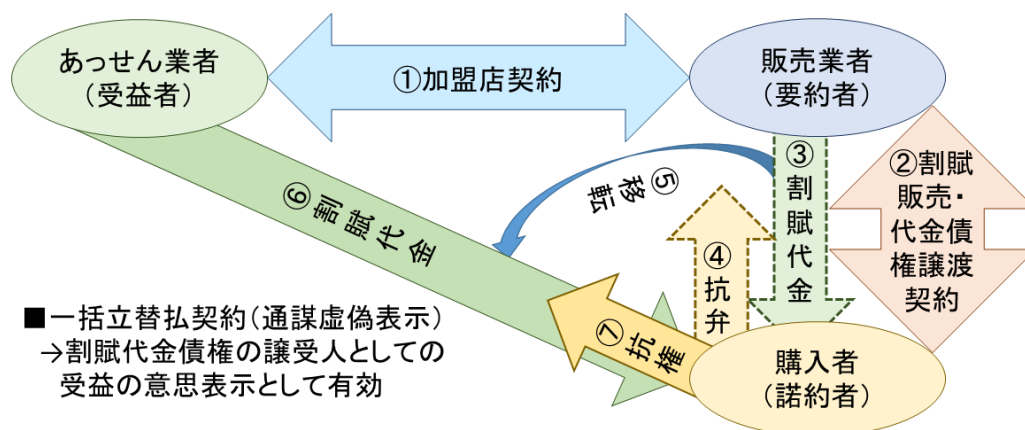 あっせん業者
（受益者）
①加盟店契約
販売業者
（要約者）
②割賦
販売・
代金債
権譲渡
契約
③割賦代金
④抗弁
⑤移転
⑥割賦代金
⑦抗権
購入者
（諾約者）
■一括立替払契約（通謀虚偽表示）
→割賦代金債権の譲受人としての
受益の意思表示として有効